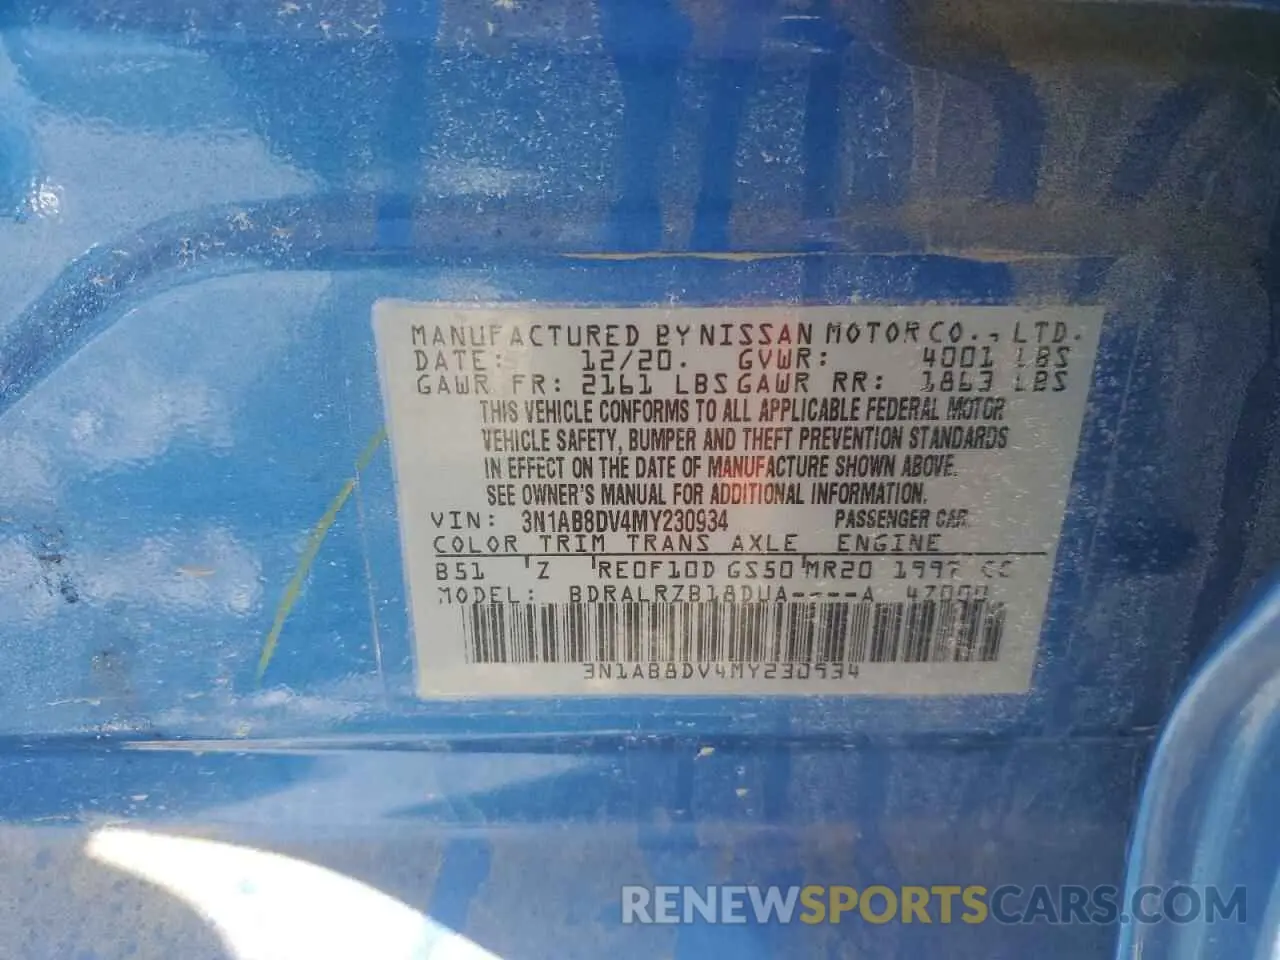 MANUFACTURED BY NISSAN MOTOR CO., LTD.
DATE: 12/20. GVWR: 4001 LBS
GAWR FR: 2161 LBS GAWR RR: 1863 LBS
THIS VEHICLE CONFORMS TO ALL APPLICABLE FEDERAL MOTOR
VEHICLE SAFETY, BUMPER AND THEFT PREVENTION STANDARDS
IN EFFECT ON THE DATE OF MANUFACTURE SHOWN ABOVE.
SEE OWNER'S MANUAL FOR ADDITIONAL INFORMATION.
VIN: 3N1AB8DV4MY230934 PASSENGER CAR
COLOR TRIM TRANS AXLE ENGINE
B51 Z RE0F10D GS50 MR20 1997 CC
MODEL: BDRALRZB18DUA----A
3N1AB8DV4MY230934
RENEWSPORTSCARS.COM